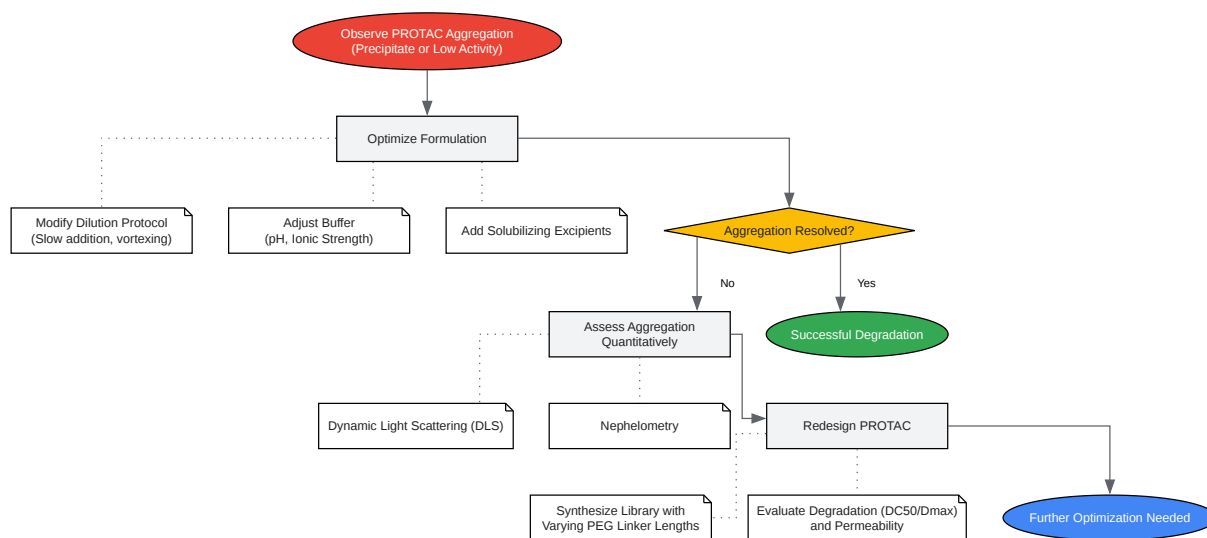 Observe PROTAC Aggregation
(Precipitate or Low Activity)
Optimize Formulation
Modify Dilution Protocol
(Slow addition, vortexing)
Adjust Buffer
(pH, Ionic Strength)
Add Solubilizing Excipients
Aggregation Resolved?
No
Yes
Assess Aggregation
Quantitatively
Successful Degradation
Dynamic Light Scattering (DLS)
Nephelometry
Redesign PROTAC
Synthesize Library with
Varying PEG Linker Lengths
Evaluate Degradation (DC50/Dmax)
and Permeability
Further Optimization Needed